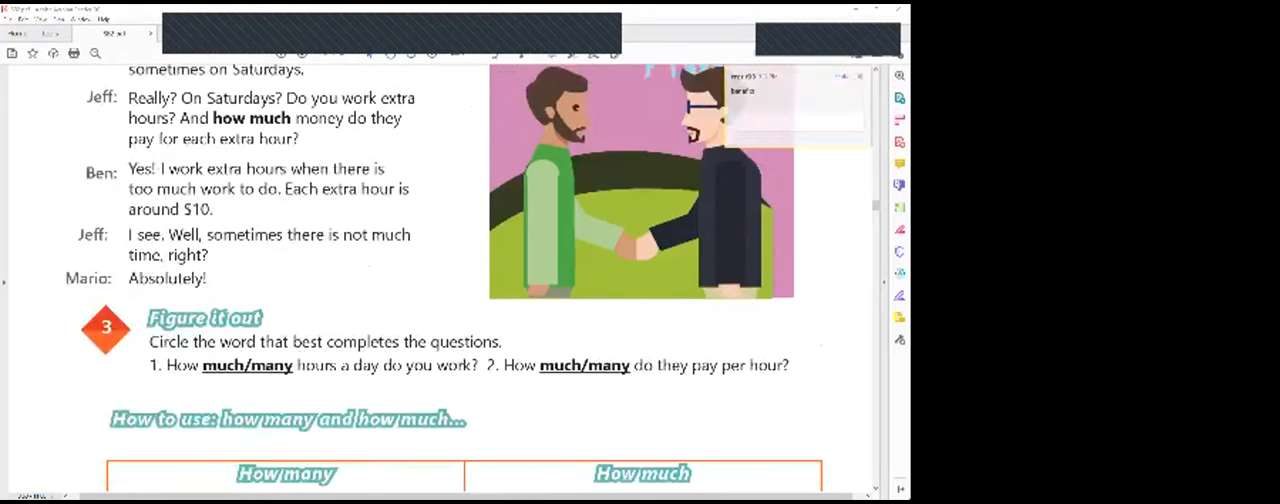 Home
sometimes on Saturdays.
Jeff: Really? On Saturdays? Do you work extra
hours? And how much money do they
pay for each extra hour?
Ben: Yes! I work extra hours when there is
too much work to do. Each extra hour is
around $10.
Jeff: I see. Well, sometimes there is not much
time, right?
Mario: Absolutely!
benefits
3 Figure it out
Circle the word that best completes the questions.
1. How much/many hours a day do you work? 2. How much/many do they pay per hour?
How to use: how many and how much...
How many How much